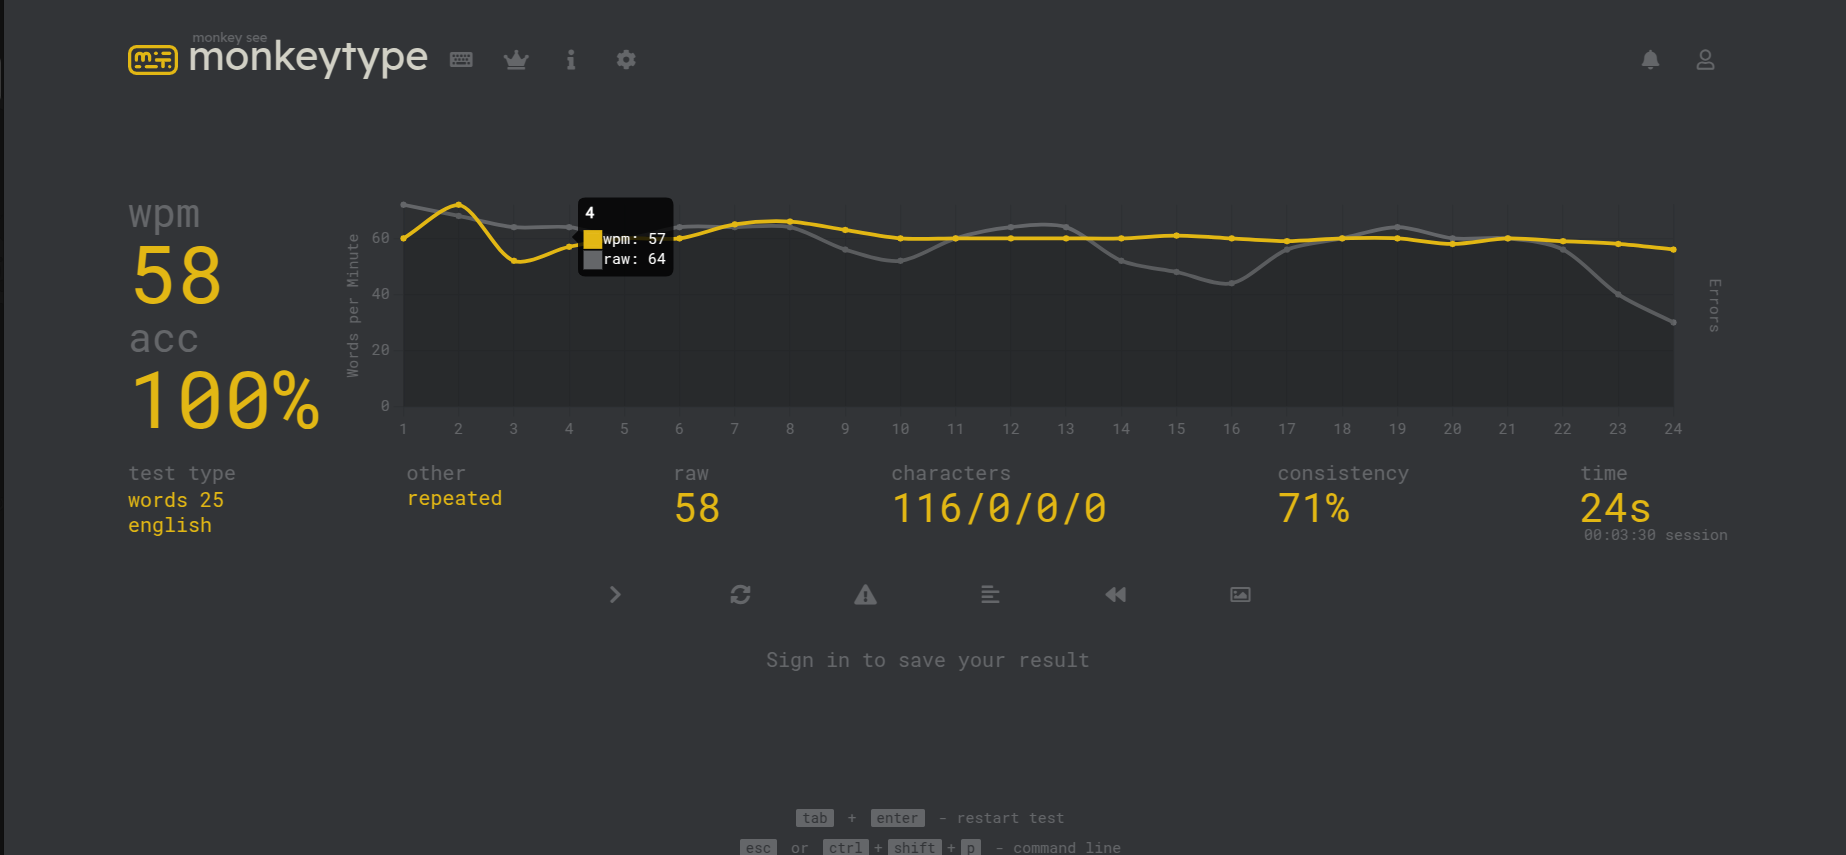 monkey see
monkeytype
wpm
58
acc
100%
Words per Minute
60
40
20
0
4
wpm: 57
raw: 64
Errors
1 2 3 4 5 6 7 8 9 10 11 12 13 14 15 16 17 18 19 20 21 22 23 24
test type
words 25
english
other
repeated
raw
58
characters
116/0/0/0
consistency
71%
time
24s
00:03:30 session
Sign in to save your result
tab + enter - restart test
esc or ctrl + shift + p - command line